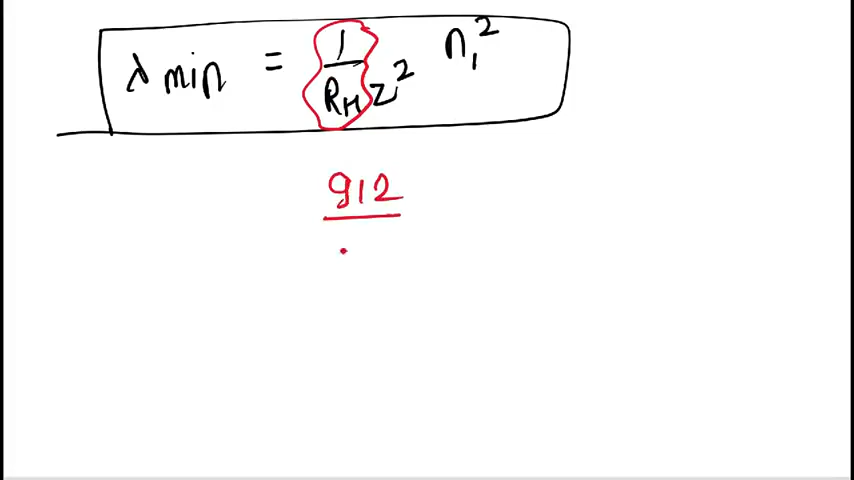 λ min = 1/R_H z² n₁²
912